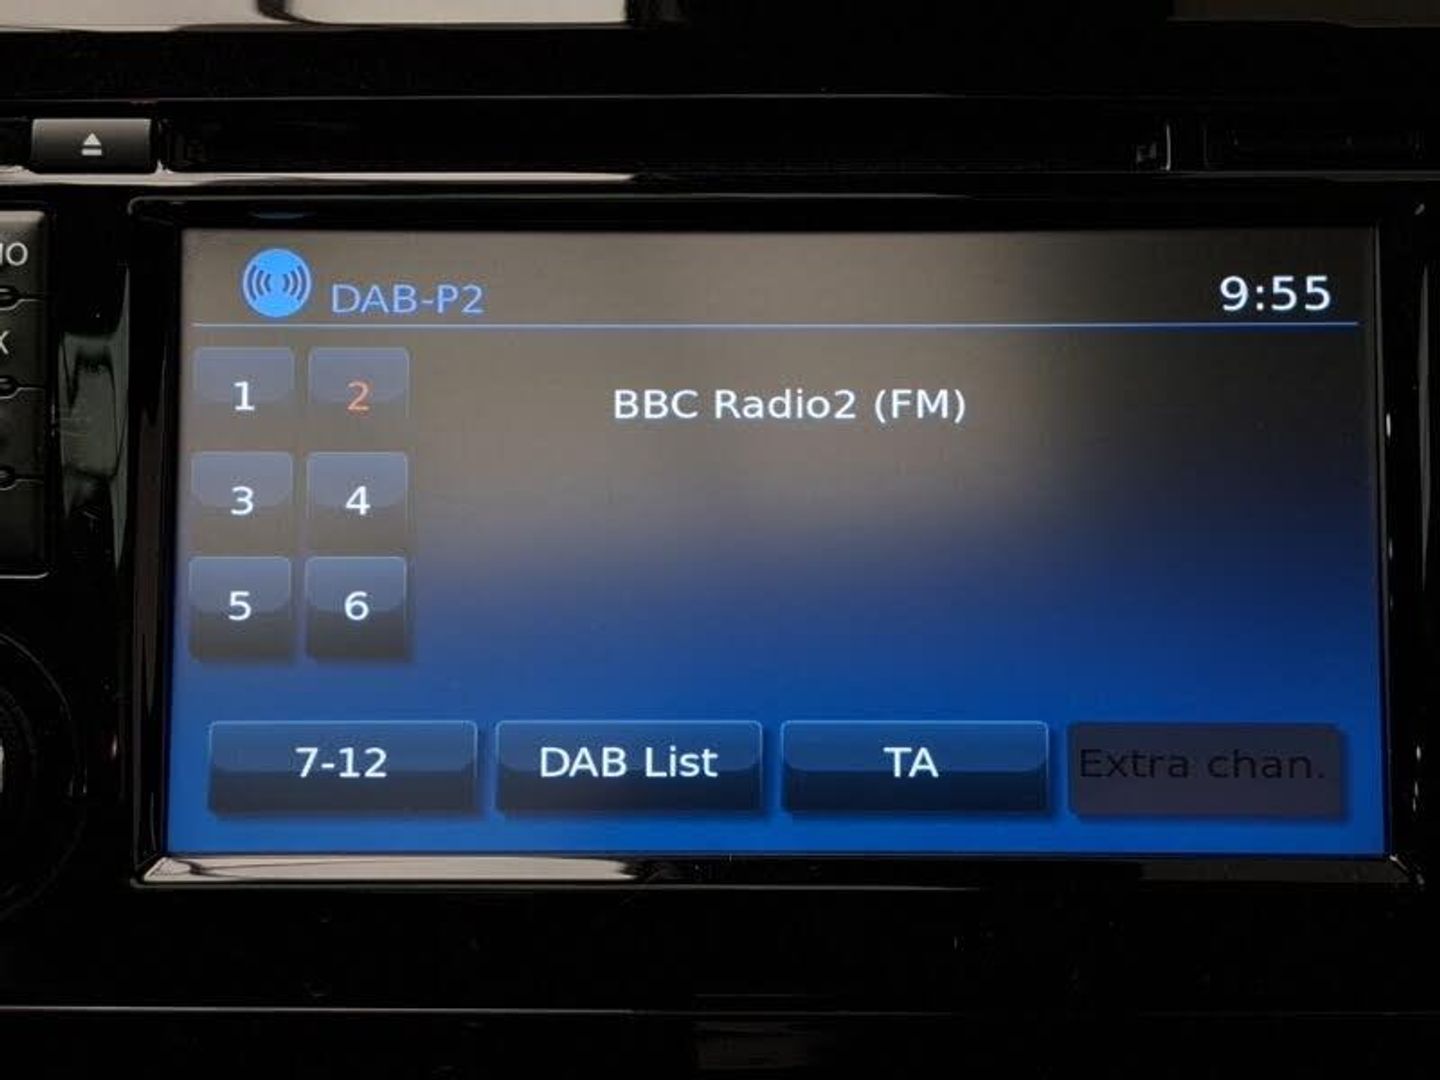 DAB-P2
9:55
1 2
BBC Radio2 (FM)
3 4
5 6
7-12
DAB List
TA
Extra chan.